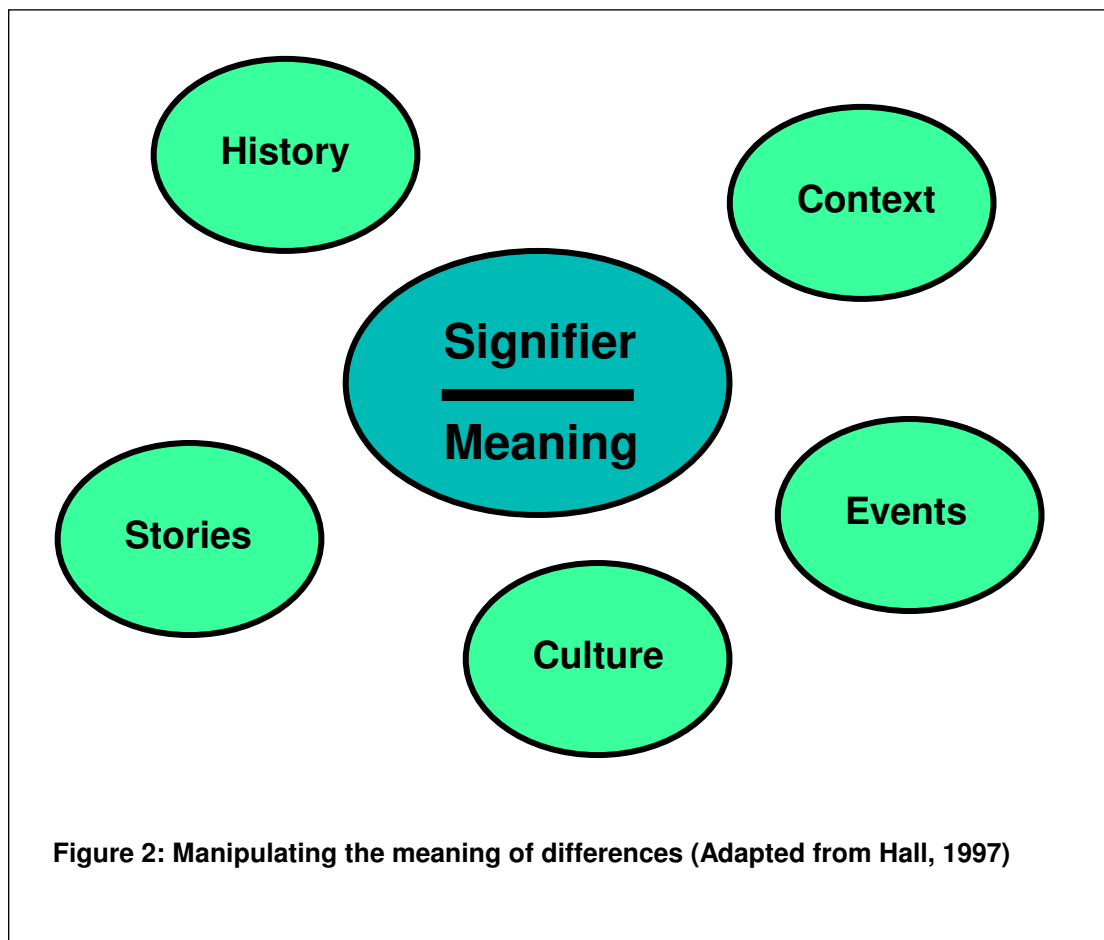 History
Context
Signifier
Meaning
Stories
Events
Culture
Figure 2: Manipulating the meaning of differences (Adapted from Hall, 1997)